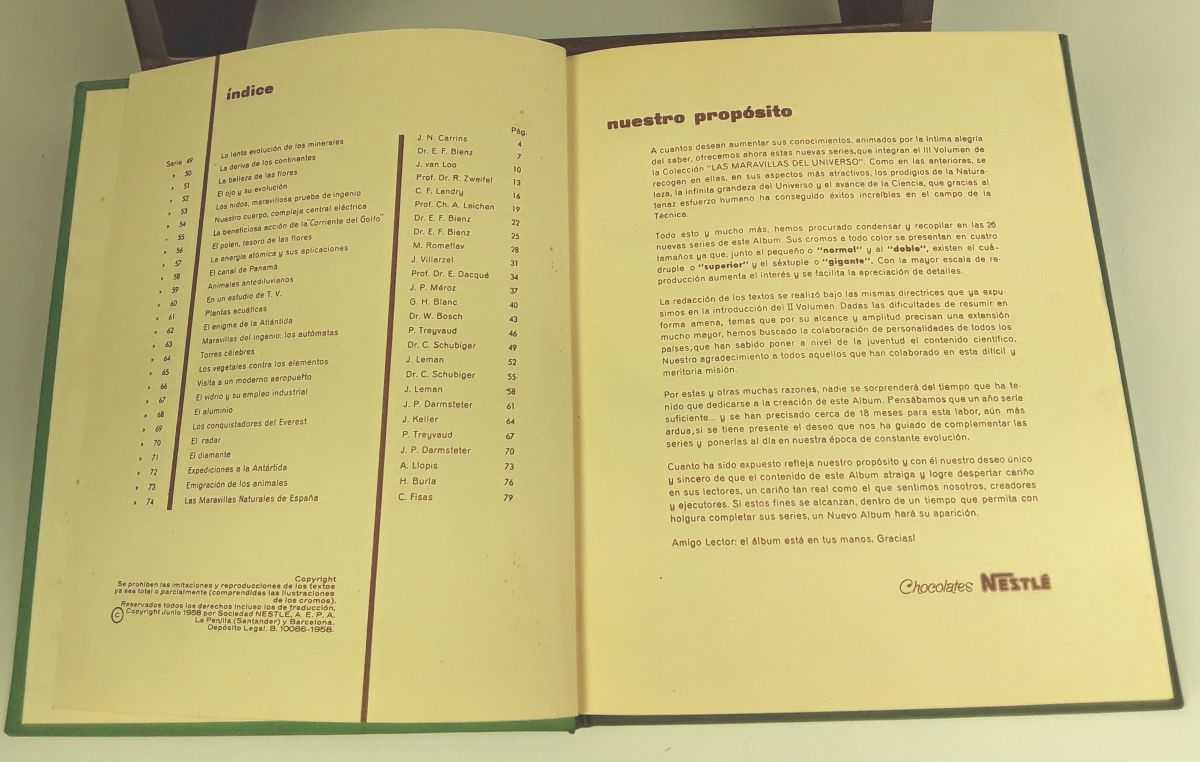 índice
Pág.
Serie 49 La lenta evolución de los minerales J. N. Carrins 4
» 50 La deriva de los continentes Dr. E. F. Bienz 7
» 51 La belleza de las flores J. van Loo 10
» 52 El ojo y su evolución Prof. Dr. R. Zweifel 13
» 53 Los nidos, maravillosa prueba de ingenio C. F. Landry 16
» 54 Nuestro cuerpo, compleja central eléctrica Prof. Ch. A. Leichen 19
» 55 La beneficiosa acción de la "Corriente del Golfo" Dr. E. F. Bienz 22
» 56 El polen, tesoro de las flores Dr. E. F. Bienz 25
» 57 La energía atómica y sus aplicaciones M. Romeflav 28
» 58 El canal de Panamá J. Villarzel 31
» 59 Animales antediluvianos Prof. Dr. E. Dacqué 34
» 60 En un estudio de T. V. J. P. Méroz 37
» 61 Plantas acuáticas G. H. Blanc 40
» 62 El enigma de la Atlántida Dr. W. Bosch 43
» 63 Maravillas del ingenio: los autómatas P. Treyvaud 46
» 64 Torres célebres Dr. C. Schubiger 49
» 65 Los vegetales contra los elementos J. Leman 52
» 66 Visita a un moderno aeropuerto Dr. C. Schubiger 55
» 67 El vidrio y su empleo industrial J. Leman 58
» 68 El aluminio J. P. Darmsteter 61
» 69 Los conquistadores del Everest J. Keller 64
» 70 El radar P. Treyvaud 67
» 71 El diamante J. P. Darmsteter 70
» 72 Expediciones a la Antártida A. Llopis 73
» 73 Emigración de los animales H. Burla 76
» 74 Las Maravillas Naturales de España C. Fisas 79
Copyright
Se prohiben las imitaciones y reproducciones de los textos
ya sea total o parcialmente (comprendidas las ilustraciones
de los cromos).
Reservados todos los derechos incluso los de traducción.
© Copyright Junio 1958 por Sociedad NESTLÉ, A. E. P. A.
La Penilla (Santander) y Barcelona.
Depósito Legal. B. 10086-1958.
nuestro propósito
A cuantos desean aumentar sus conocimientos, animados por la íntima alegría
del saber, ofrecemos ahora estas nuevas series, que integran el III Volumen de
la Colección "LAS MARAVILLAS DEL UNIVERSO". Como en las anteriores, se
recogen en ellas, en sus aspectos más atractivos, los prodigios de la Natura-
leza, la infinita grandeza del Universo y el avance de la Ciencia, que gracias al
tenaz esfuerzo humano ha conseguido éxitos increíbles en el campo de la
Técnica.
Todo esto y mucho más, hemos procurado condensar y recopilar en las 26
nuevas series de este Album. Sus cromos a todo color se presentan en cuatro
tamaños ya que, junto al pequeño o "normal" y al "doble", existen el cuá-
druple o "superior" y el séxtuple o "gigante". Con la mayor escala de re-
producción aumenta el interés y se facilita la apreciación de detalles.
La redacción de los textos se realizó bajo las mismas directrices que ya expu-
simos en la introducción del II Volumen. Dadas las dificultades de resumir en
forma amena, temas que por su alcance y amplitud precisan una extensión
mucho mayor, hemos buscado la colaboración de personalidades de todos los
países, que han sabido poner a nivel de la juventud el contenido científico.
Nuestro agradecimiento a todos aquellos que han colaborado en esta difícil y
meritoria misión.
Por estas y otras muchas razones, nadie se sorprenderá del tiempo que ha te-
nido que dedicarse a la creación de este Album. Pensábamos que un año sería
suficiente... y se han precisado cerca de 18 meses para esta labor, aún más
ardua, si se tiene presente el deseo que nos ha guiado de complementar las
series y ponerlas al día en nuestra época de constante evolución.
Cuanto ha sido expuesto refleja nuestro propósito y con él nuestro deseo único
y sincero de que el contenido de este Album atraiga y logre despertar cariño
en sus lectores, un cariño tan real como el que sentimos nosotros, creadores
y ejecutores. Si estos fines se alcanzan, dentro de un tiempo que permita con
holgura completar sus series, un Nuevo Album hará su aparición.
Amigo Lector: el álbum está en tus manos. Gracias!
Chocolates NESTLÉ